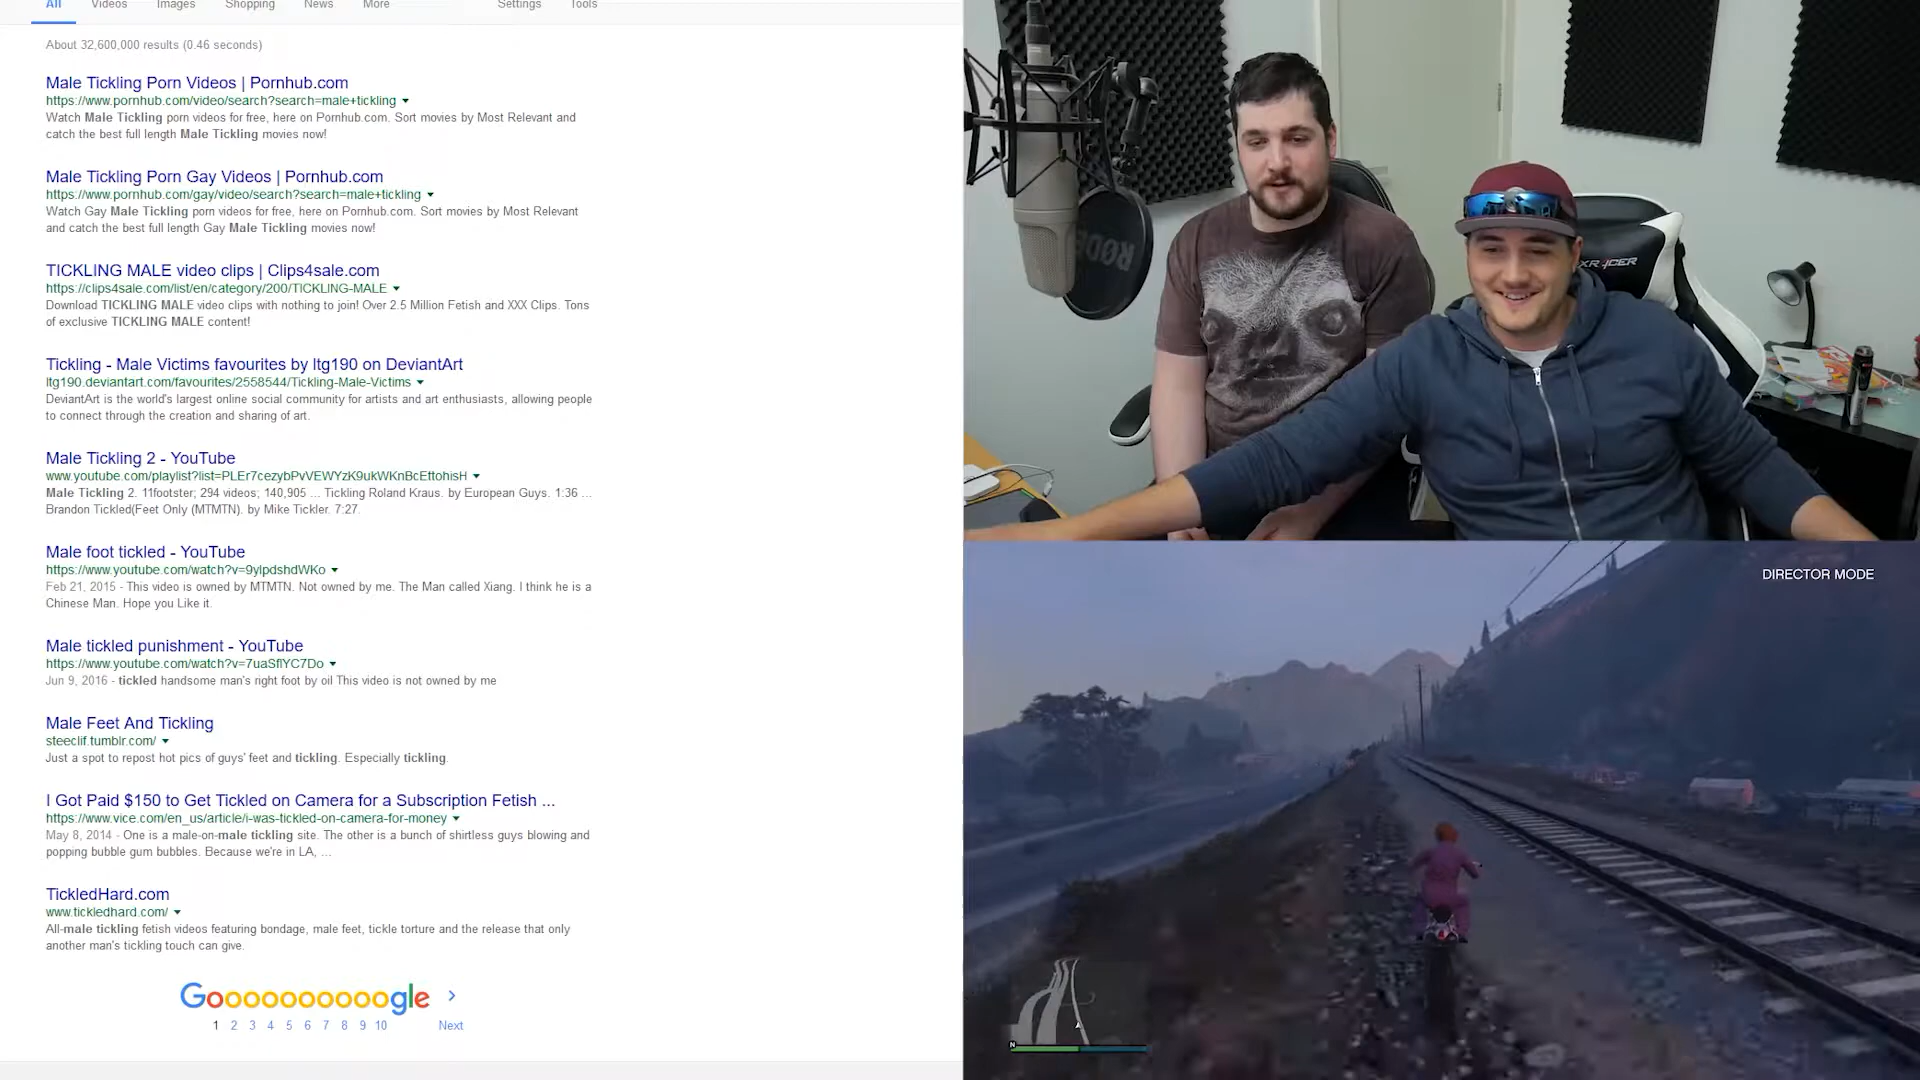 All Videos Images Shopping News More Settings Tools
About 32,600,000 results (0.46 seconds)
Male Tickling Porn Videos | Pornhub.com
https://www.pornhub.com/video/search?search=male+tickling
Watch Male Tickling porn videos for free, here on Pornhub.com. Sort movies by Most Relevant and
catch the best full length Male Tickling movies now!
Male Tickling Porn Gay Videos | Pornhub.com
https://www.pornhub.com/gay/video/search?search=male+tickling
Watch Gay Male Tickling porn videos for free, here on Pornhub.com. Sort movies by Most Relevant
and catch the best full length Gay Male Tickling movies now!
TICKLING MALE video clips | Clips4sale.com
https://clips4sale.com/list/en/category/200/TICKLING-MALE
Download TICKLING MALE video clips with nothing to join! Over 2.5 Million Fetish and XXX Clips. Tons
of exclusive TICKLING MALE content!
Tickling - Male Victims favourites by ltg190 on DeviantArt
ltg190.deviantart.com/favourites/2558544/Tickling-Male-Victims
DeviantArt is the world's largest online social community for artists and art enthusiasts, allowing people
to connect through the creation and sharing of art.
Male Tickling 2 - YouTube
www.youtube.com/playlist?list=PLEr7cezybPvVEWYzK9ukWKnBcEttohisH
Male Tickling 2. 11footster; 294 videos; 140,905 ... Tickling Roland Kraus. by European Guys. 1:36 ...
Brandon Tickled(Feet Only (MTMTN). by Mike Tickler. 7:27.
Male foot tickled - YouTube
https://www.youtube.com/watch?v=9ylpdshdWKo
Feb 21, 2015 - This video is owned by MTMTN. Not owned by me. The Man called Xiang. I think he is a
Chinese Man. Hope you Like it.
Male tickled punishment - YouTube
https://www.youtube.com/watch?v=7uaSflYC7Do
Jun 9, 2016 - tickled handsome man's right foot by oil This video is not owned by me
Male Feet And Tickling
steeclif.tumblr.com/
Just a spot to repost hot pics of guys' feet and tickling. Especially tickling.
I Got Paid $150 to Get Tickled on Camera for a Subscription Fetish ...
https://www.vice.com/en_us/article/i-was-tickled-on-camera-for-money
May 8, 2014 - One is a male-on-male tickling site. The other is a bunch of shirtless guys blowing and
popping bubble gum bubbles. Because we're in LA, ...
TickledHard.com
www.tickledhard.com/
All-male tickling fetish videos featuring bondage, male feet, tickle torture and the release that only
another man's tickling touch can give.
Goooooooooogle
1 2 3 4 5 6 7 8 9 10 Next
RØDE
DIRECTOR MODE
N